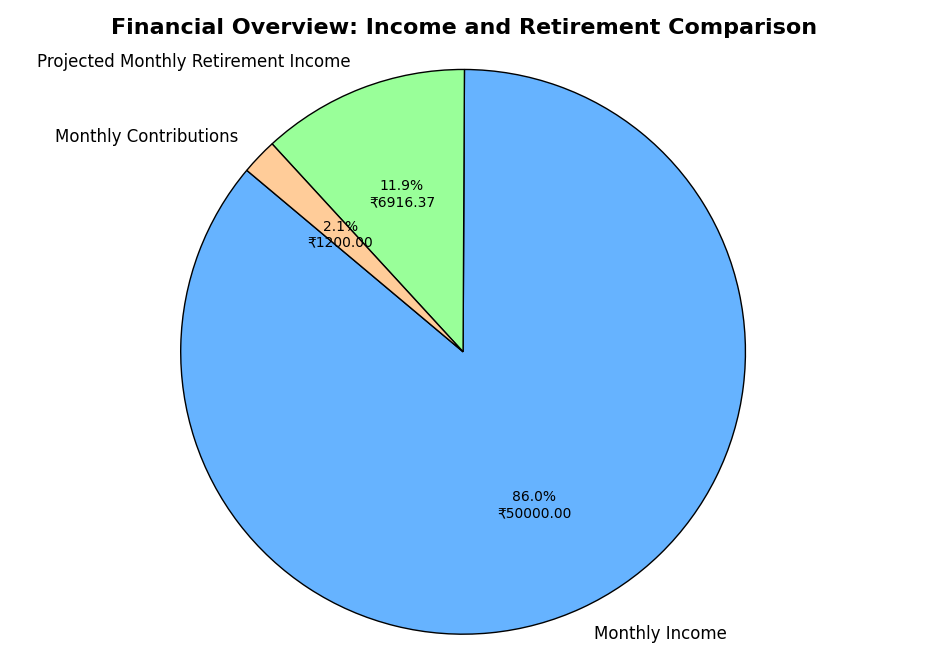 Financial Overview: Income and Retirement Comparison
Projected Monthly Retirement Income
Monthly Contributions
11.9%
₹6916.37
2.1%
₹1200.00
86.0%
₹50000.00
Monthly Income